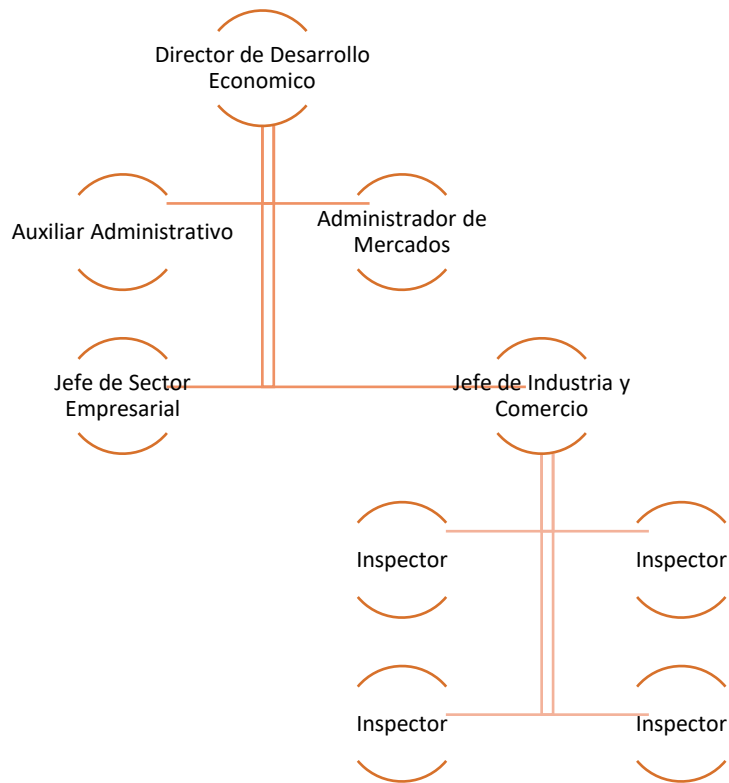 Director de Desarrollo
Economico
Auxiliar Administrativo
Administrador de
Mercados
Jefe de Sector
Empresarial
Jefe de Industria y
Comercio
Inspector
Inspector
Inspector
Inspector